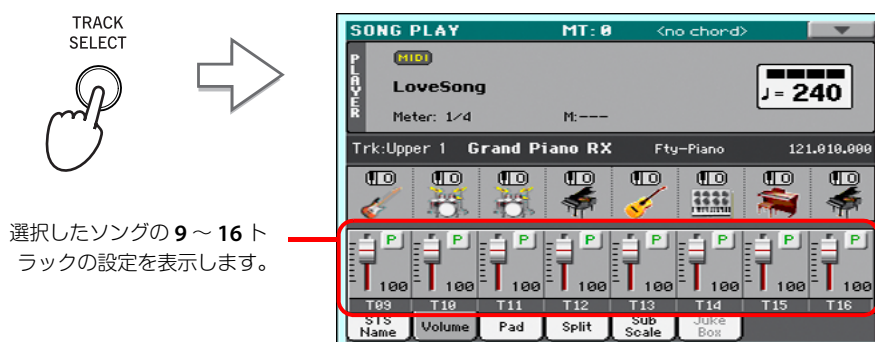 TRACK
SELECT
SONG PLAY MT: 0 <no chord>
PLAYER
MIDI
LoveSong
♩= 240
Meter: 1/4 M:---
Trk:Upper 1 Grand Piano RX Fty-Piano 121.010.000
選択したソングの 9 ～ 16 ト
ラックの設定を表示します。
P P P P P P P P
100 100 100 100 100 100 100 100
T09 T10 T11 T12 T13 T14 T15 T16
STS Name Volume Pad Split Sub Scale Juke Box